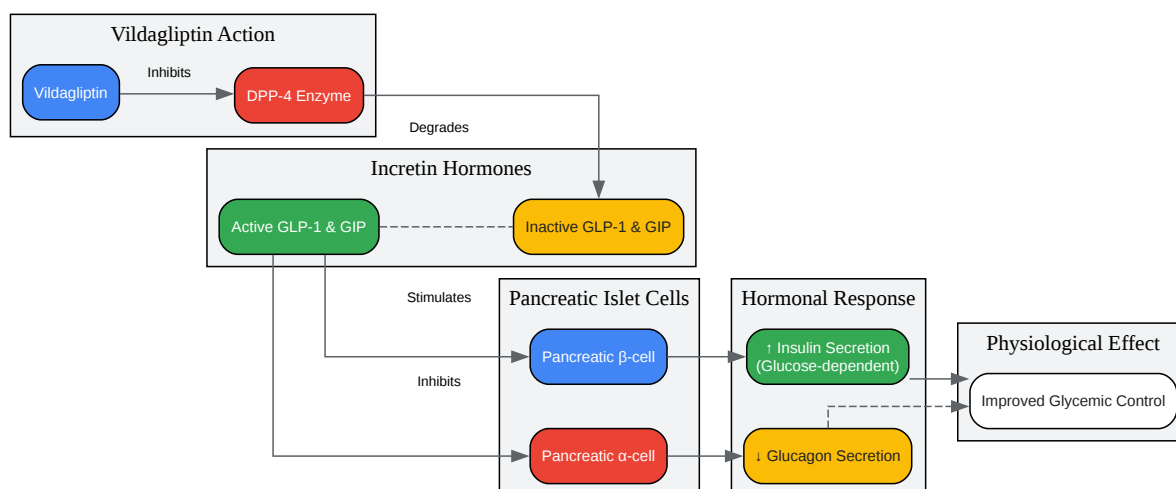 Vildagliptin Action
Inhibits
Vildagliptin
DPP-4 Enzyme
Degrades
Incretin Hormones
Active GLP-1 & GIP
Inactive GLP-1 & GIP
Stimulates
Pancreatic Islet Cells
Hormonal Response
Pancreatic β-cell
↑ Insulin Secretion
(Glucose-dependent)
Physiological Effect
Inhibits
Improved Glycemic Control
Pancreatic α-cell
↓ Glucagon Secretion